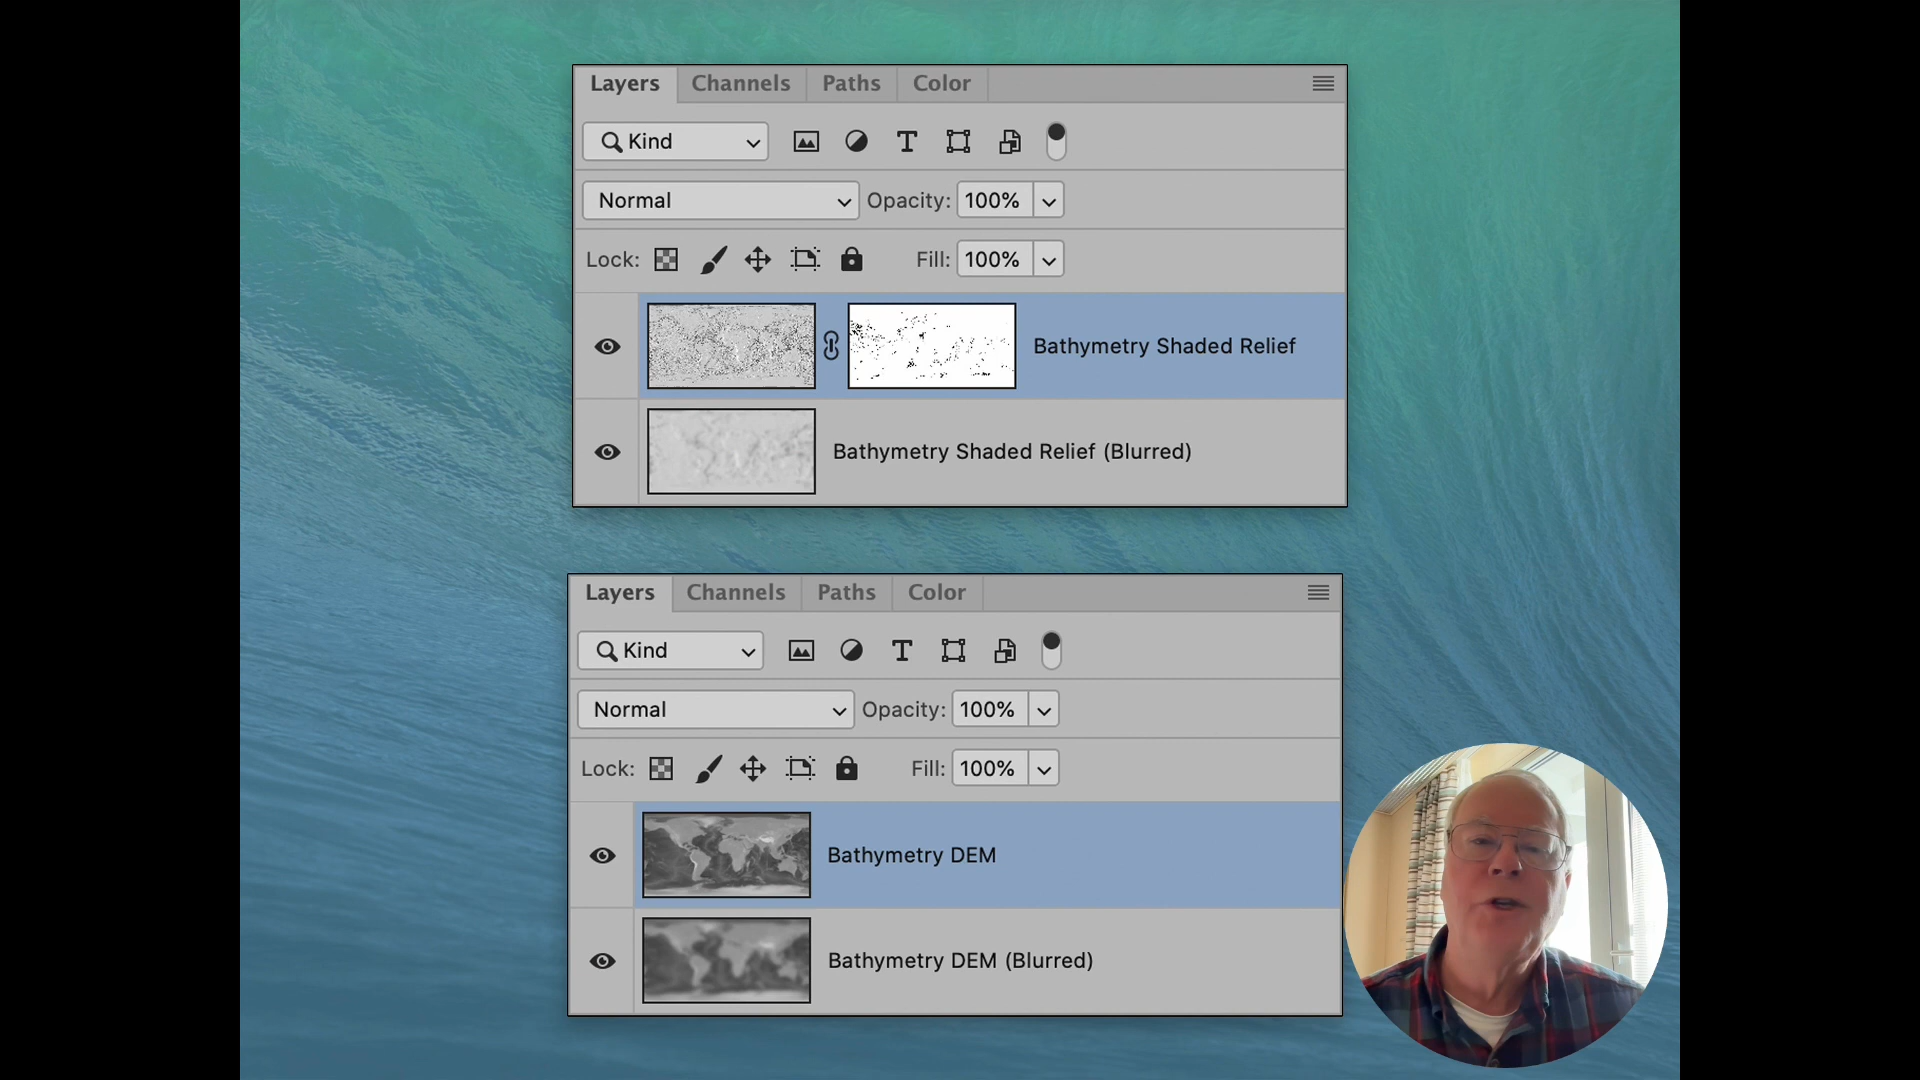 Layers Channels Paths Color
Kind
Normal Opacity: 100%
Lock: Fill: 100%
Bathymetry Shaded Relief
Bathymetry Shaded Relief (Blurred)
Layers Channels Paths Color
Kind
Normal Opacity: 100%
Lock: Fill: 100%
Bathymetry DEM
Bathymetry DEM (Blurred)